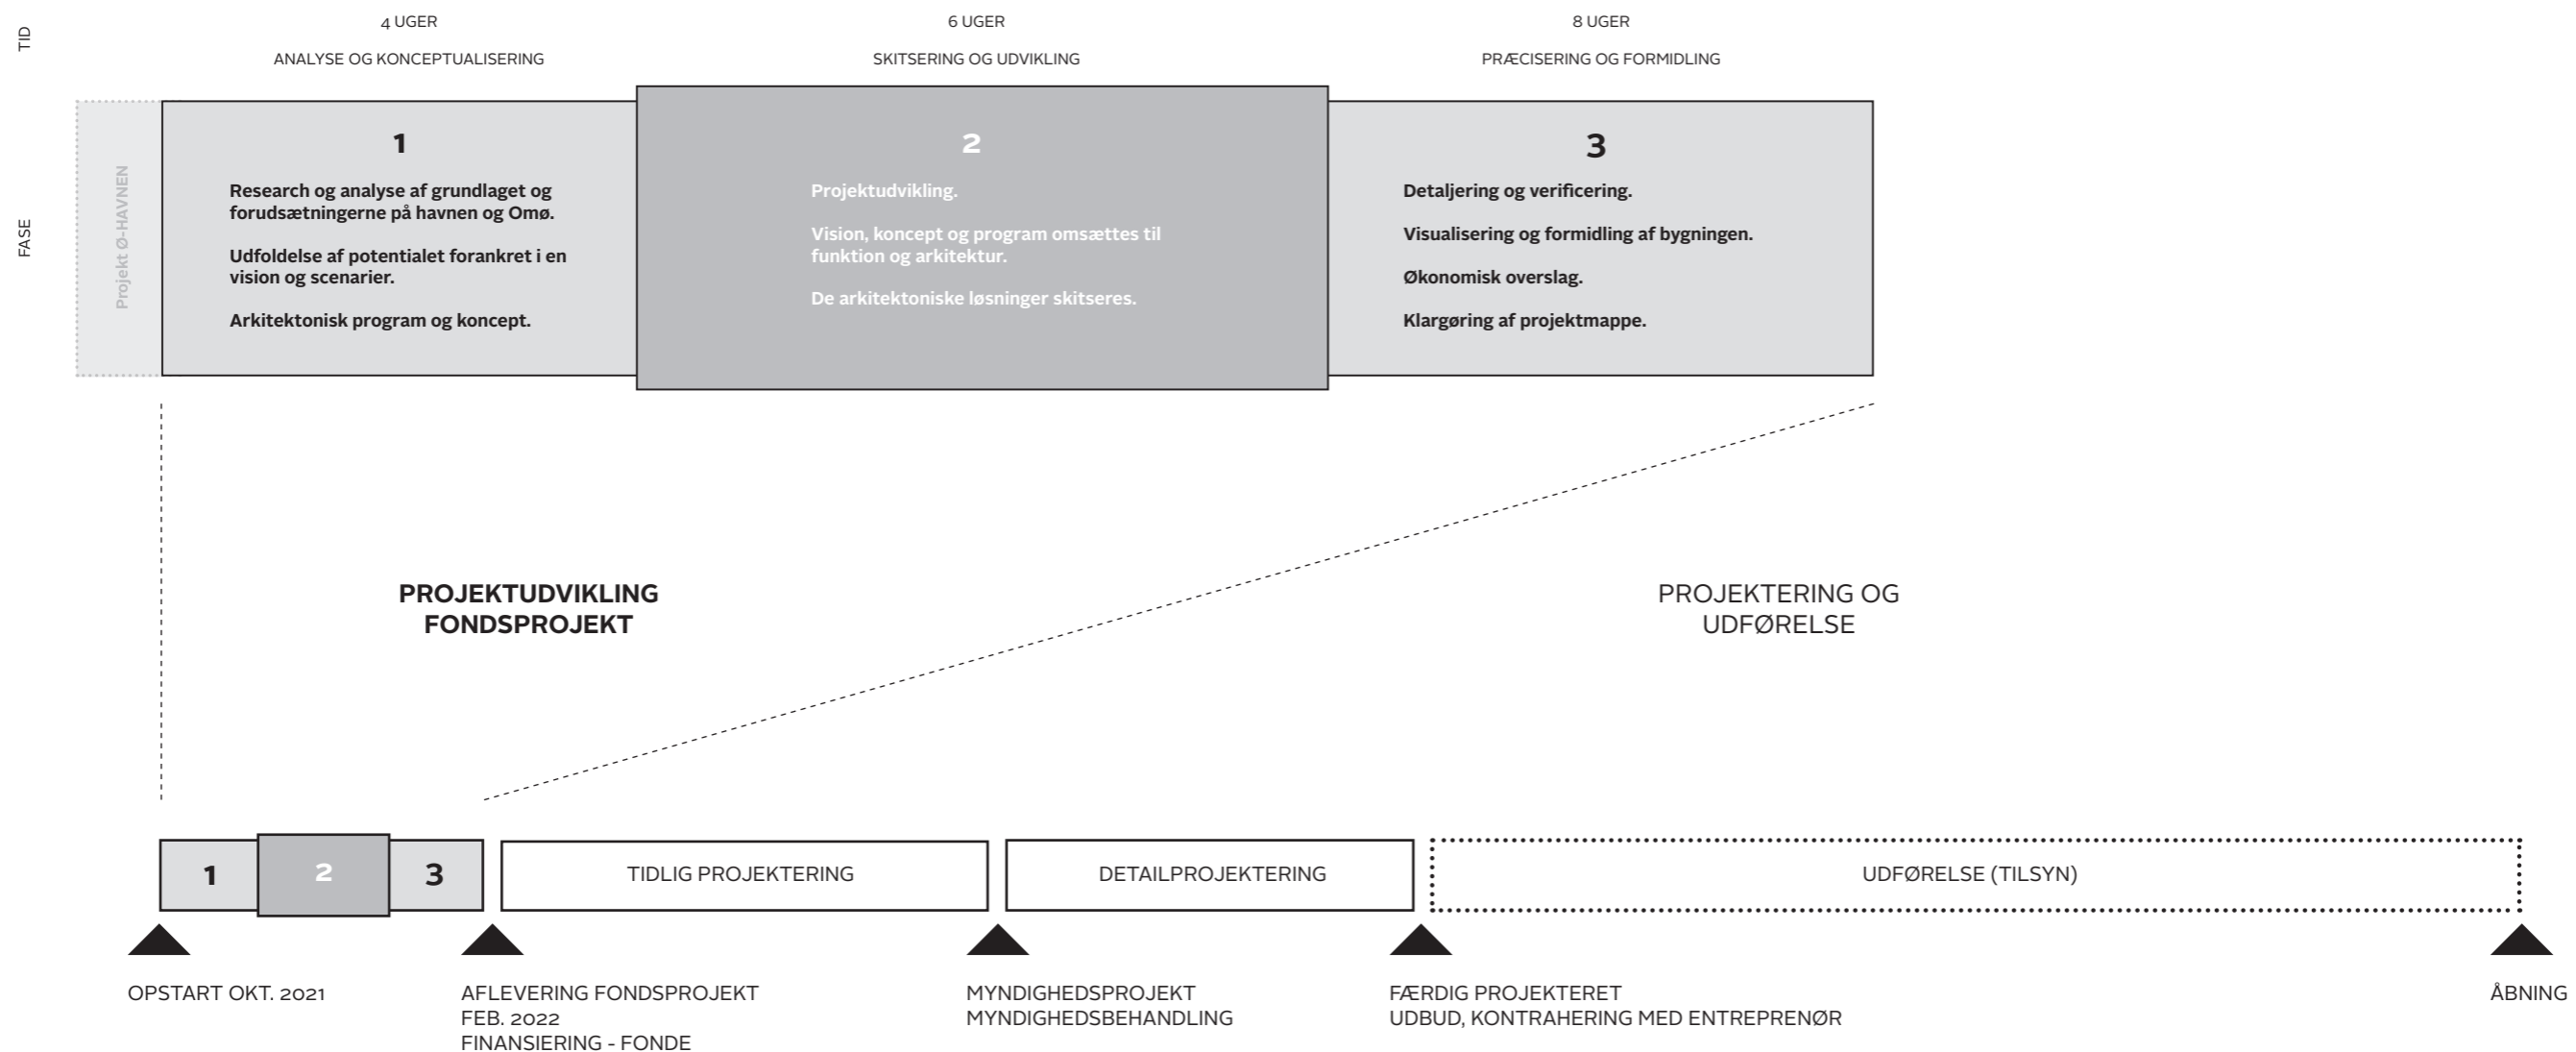 TID
4 UGER
6 UGER
8 UGER
ANALYSE OG KONCEPTUALISERING
SKITSERING OG UDVIKLING
PRÆCISERING OG FORMIDLING
FASE
Projekt Ø-HAVNEN
1
Research og analyse af grundlaget og
forudsætningerne på havnen og Omø.
Udfoldelse af potentialet forankret i en
vision og scenarier.
Arkitektonisk program og koncept.
2
Projektudvikling.
Vision, koncept og program omsættes til
funktion og arkitektur.
De arkitektoniske løsninger skitseres.
3
Detaljering og verificering.
Visualisering og formidling af bygningen.
Økonomisk overslag.
Klargøring af projektmappe.
PROJEKTUDVIKLING
FONDSPROJEKT
PROJEKTERING OG
UDFØRELSE
1
2
3
TIDLIG PROJEKTERING
DETAILPROJEKTERING
UDFØRELSE (TILSYN)
OPSTART OKT. 2021
AFLEVERING FONDSPROJEKT
FEB. 2022
FINANSIERING - FONDE
MYNDIGHEDSPROJEKT
MYNDIGHEDSBEHANDLING
FÆRDIG PROJEKTERET
UDBUD, KONTRAHERING MED ENTREPRENØR
ÅBNING